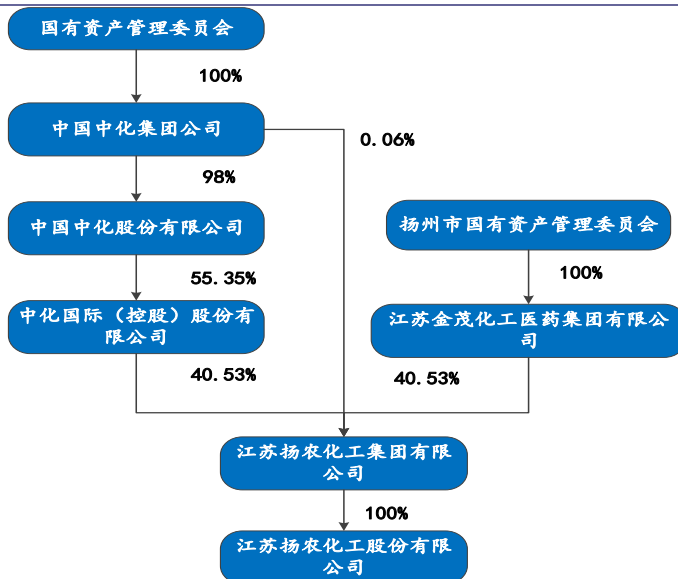 国有资产管理委员会
100%
中国中化集团公司
0.06%
98%
中国中化股份有限公司
扬州市国有资产管理委员会
55.35%
100%
中化国际（控股）股份有
限公司
江苏金茂化工医药集团有限公
司
40.53%
40.53%
江苏扬农化工集团有限
公司
100%
江苏扬农化工股份有限
公司